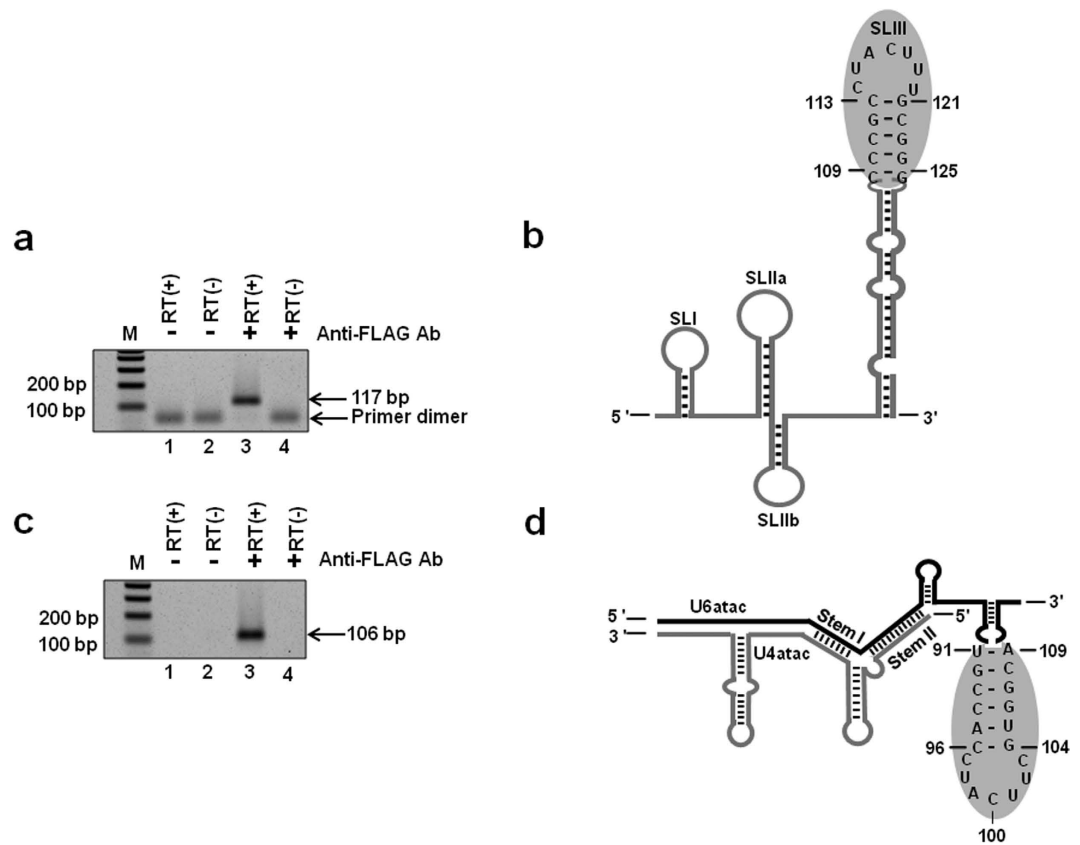 a
RT(+) RT(-) RT(+) RT(-)
M - - + + Anti-FLAG Ab
200 bp
100 bp
117 bp
Primer dimer
1 2 3 4
b
SLIII
A C U
U U
C U
113 C - G 121
G - C
C - G
C - G
109 C G 125
SLI
SLIIa
SLIIb
5' 3'
c
RT(+) RT(-) RT(+) RT(-)
M - - + + Anti-FLAG Ab
200 bp
100 bp
106 bp
1 2 3 4
d
5' U6atac 3'
3' U4atac 5'
Stem I
Stem II
91 U A 109
G - C
C - G
C - G
A - U
96 C - G 104
C C
U U
A C U
100